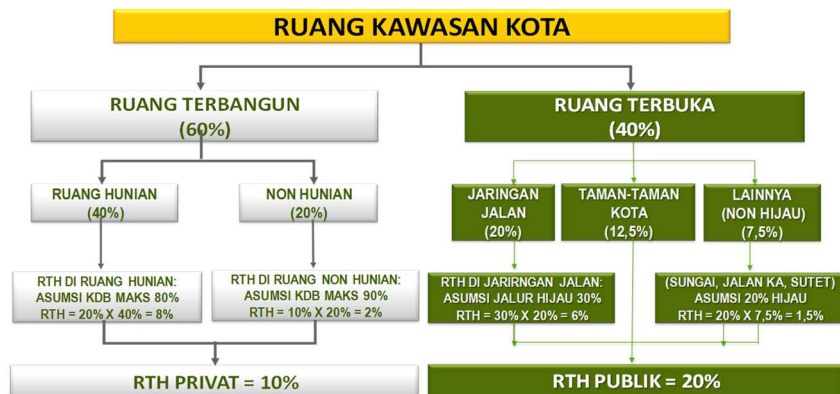 RUANG KAWASAN KOTA
RUANG TERBANGUN
(60%)
RUANG TERBUKA
(40%)
RUANG HUNIAN
(40%)
NON HUNIAN
(20%)
JARINGAN
JALAN
(20%)
TAMAN-TAMAN
KOTA
(12,5%)
LAINNYA
(NON HIJAU)
(7,5%)
RTH DI RUANG HUNIAN:
ASUMSI KDB MAKS 80%
RTH = 20% X 40% = 8%
RTH DI RUANG NON HUNIAN:
ASUMSI KDB MAKS 90%
RTH = 10% X 20% = 2%
RTH DI JARIRNGAN JALAN:
ASUMSI JALUR HIJAU 30%
RTH = 30% X 20% = 6%
(SUNGAI, JALAN KA, SUTET)
ASUMSI 20% HIJAU
RTH = 20% X 7,5% = 1,5%
RTH PRIVAT = 10%
RTH PUBLIK = 20%